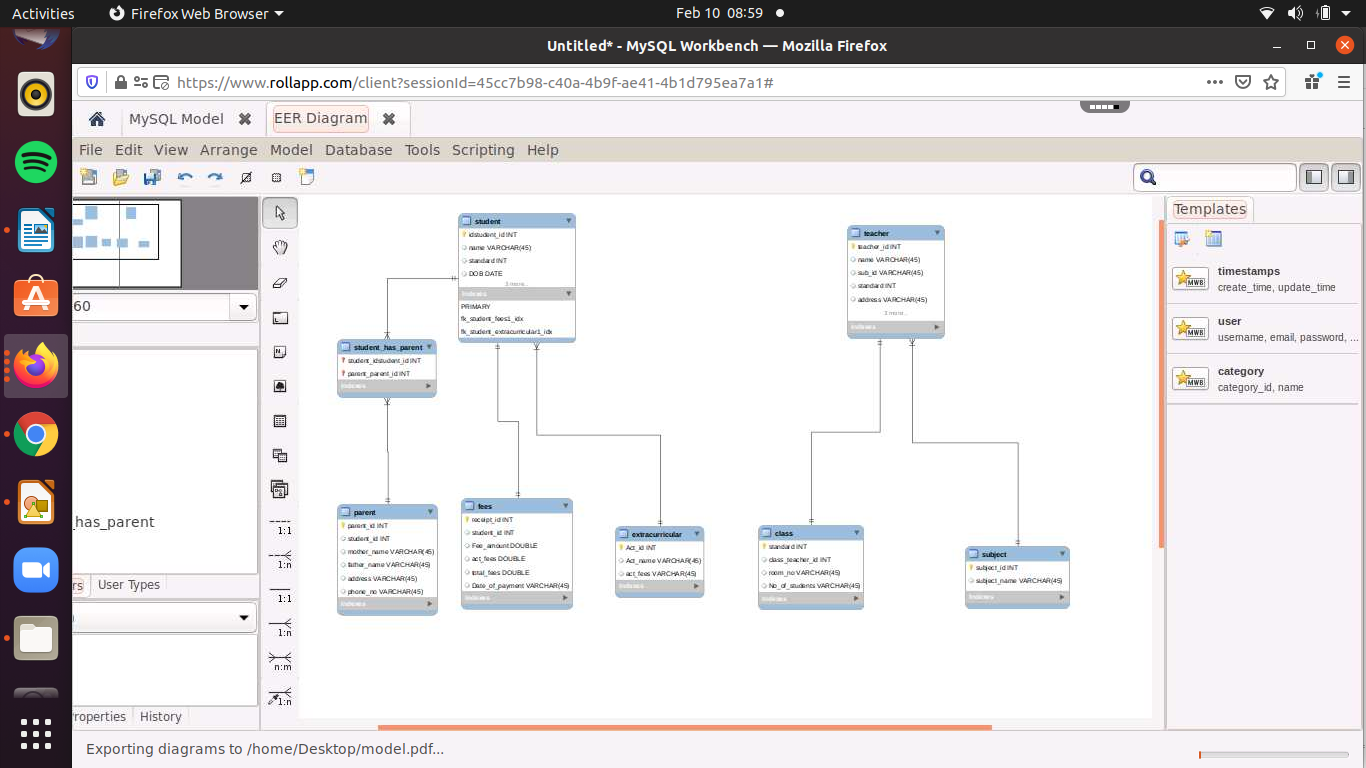 Activities
Firefox Web Browser
Feb 10 08:59
Untitled* - MySQL Workbench — Mozilla Firefox
https://www.rollapp.com/client?sessionId=45cc7b98-c40a-4b9f-ae41-4b1d795ea7a1#
MySQL Model
EER Diagram
File Edit View Arrange Model Database Tools Scripting Help
60
_has_parent
rs
User Types
roperties
History
1:1
1:n
1:1
1:n
n:m
1:n
student
idstudent_id INT
name VARCHAR(45)
standard INT
DOB DATE
3 more...
Indexes
PRIMARY
fk_student_fees1_idx
fk_student_extracurricular1_idx
teacher
teacher_id INT
name VARCHAR(45)
sub_id VARCHAR(45)
standard INT
address VARCHAR(45)
2 more...
Indexes
student_has_parent
student_idstudent_id INT
parent_parent_id INT
Indexes
parent
parent_id INT
student_id INT
mother_name VARCHAR(45)
father_name VARCHAR(45)
address VARCHAR(45)
phone_no VARCHAR(45)
Indexes
fees
receipt_id INT
student_id INT
Fee_amount DOUBLE
act_fees DOUBLE
total_fees DOUBLE
Date_of_payment VARCHAR(45)
Indexes
extracurricular
Act_id INT
Act_name VARCHAR(45)
act_fees VARCHAR(45)
Indexes
class
standard INT
class_teacher_id INT
room_no VARCHAR(45)
No_of_students VARCHAR(45)
Indexes
subject
subject_id INT
subject_name VARCHAR(45)
Indexes
Templates
timestamps
create_time, update_time
user
username, email, password, ...
category
category_id, name
MWB
MWB
MWB
Exporting diagrams to /home/Desktop/model.pdf...